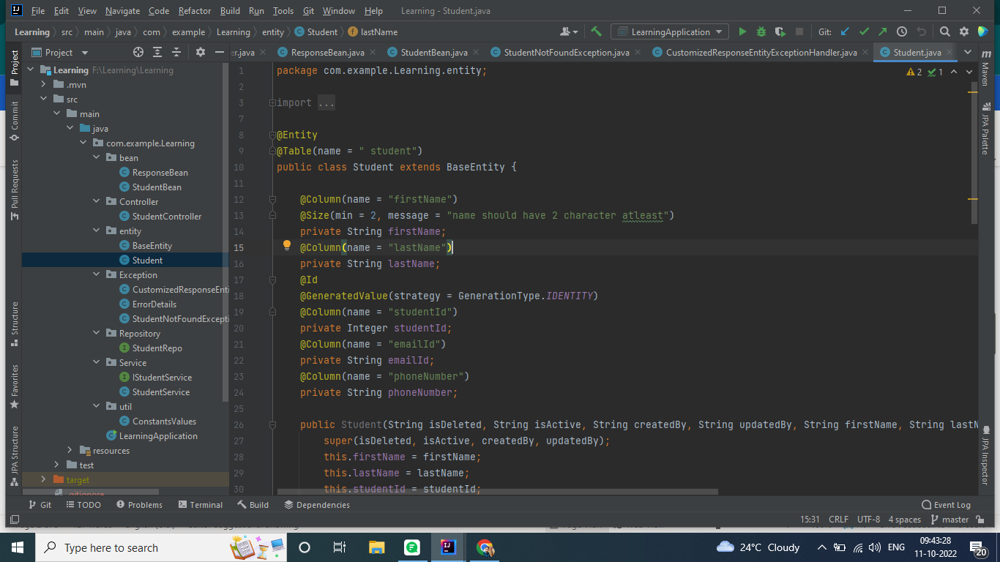 File Edit View Navigate Code Refactor Build Run Tools Git Window Help Learning - Student.java
Learning src main java com example Learning entity Student lastName LearningApplication Git:
Project er.java ResponseBean.java StudentBean.java StudentNotFoundException.java CustomizedResponseEntityExceptionHandler.java Student.java
Project
Commit
Pull Requests
Structure
Favorites
JPA Structure
Learning F:\Learning\Learning
.mvn
src
main
java
com.example.Learning
bean
ResponseBean
StudentBean
Controller
StudentController
entity
BaseEntity
Student
Exception
CustomizedResponseEnti
ErrorDetails
StudentNotFoundExcepti
Repository
StudentRepo
Service
IStudentService
StudentService
util
ConstantsValues
LearningApplication
resources
test
target
.gitignore
1 package com.example.Learning.entity;
2
3 import ...
7
8 @Entity
9 @Table(name = " student")
10 public class Student extends BaseEntity {
11
12 @Column(name = "firstName")
13 @Size(min = 2, message = "name should have 2 character atleast")
14 private String firstName;
15 @Column(name = "lastName")
16 private String lastName;
17 @Id
18 @GeneratedValue(strategy = GenerationType.IDENTITY)
19 @Column(name = "studentId")
20 private Integer studentId;
21 @Column(name = "emailId")
22 private String emailId;
23 @Column(name = "phoneNumber")
24 private String phoneNumber;
25
26 public Student(String isDeleted, String isActive, String createdBy, String updatedBy, String firstName, String lastN
27 super(isDeleted, isActive, createdBy, updatedBy);
28 this.firstName = firstName;
29 this.lastName = lastName;
30 this.studentId = studentId;
2 1
Maven
JPA Palette
JPA Inspector
Git TODO Problems Terminal Build Dependencies Event Log
15:31 CRLF UTF-8 4 spaces master
Type here to search 24°C Cloudy ENG 09:43:28
11-10-2022 20